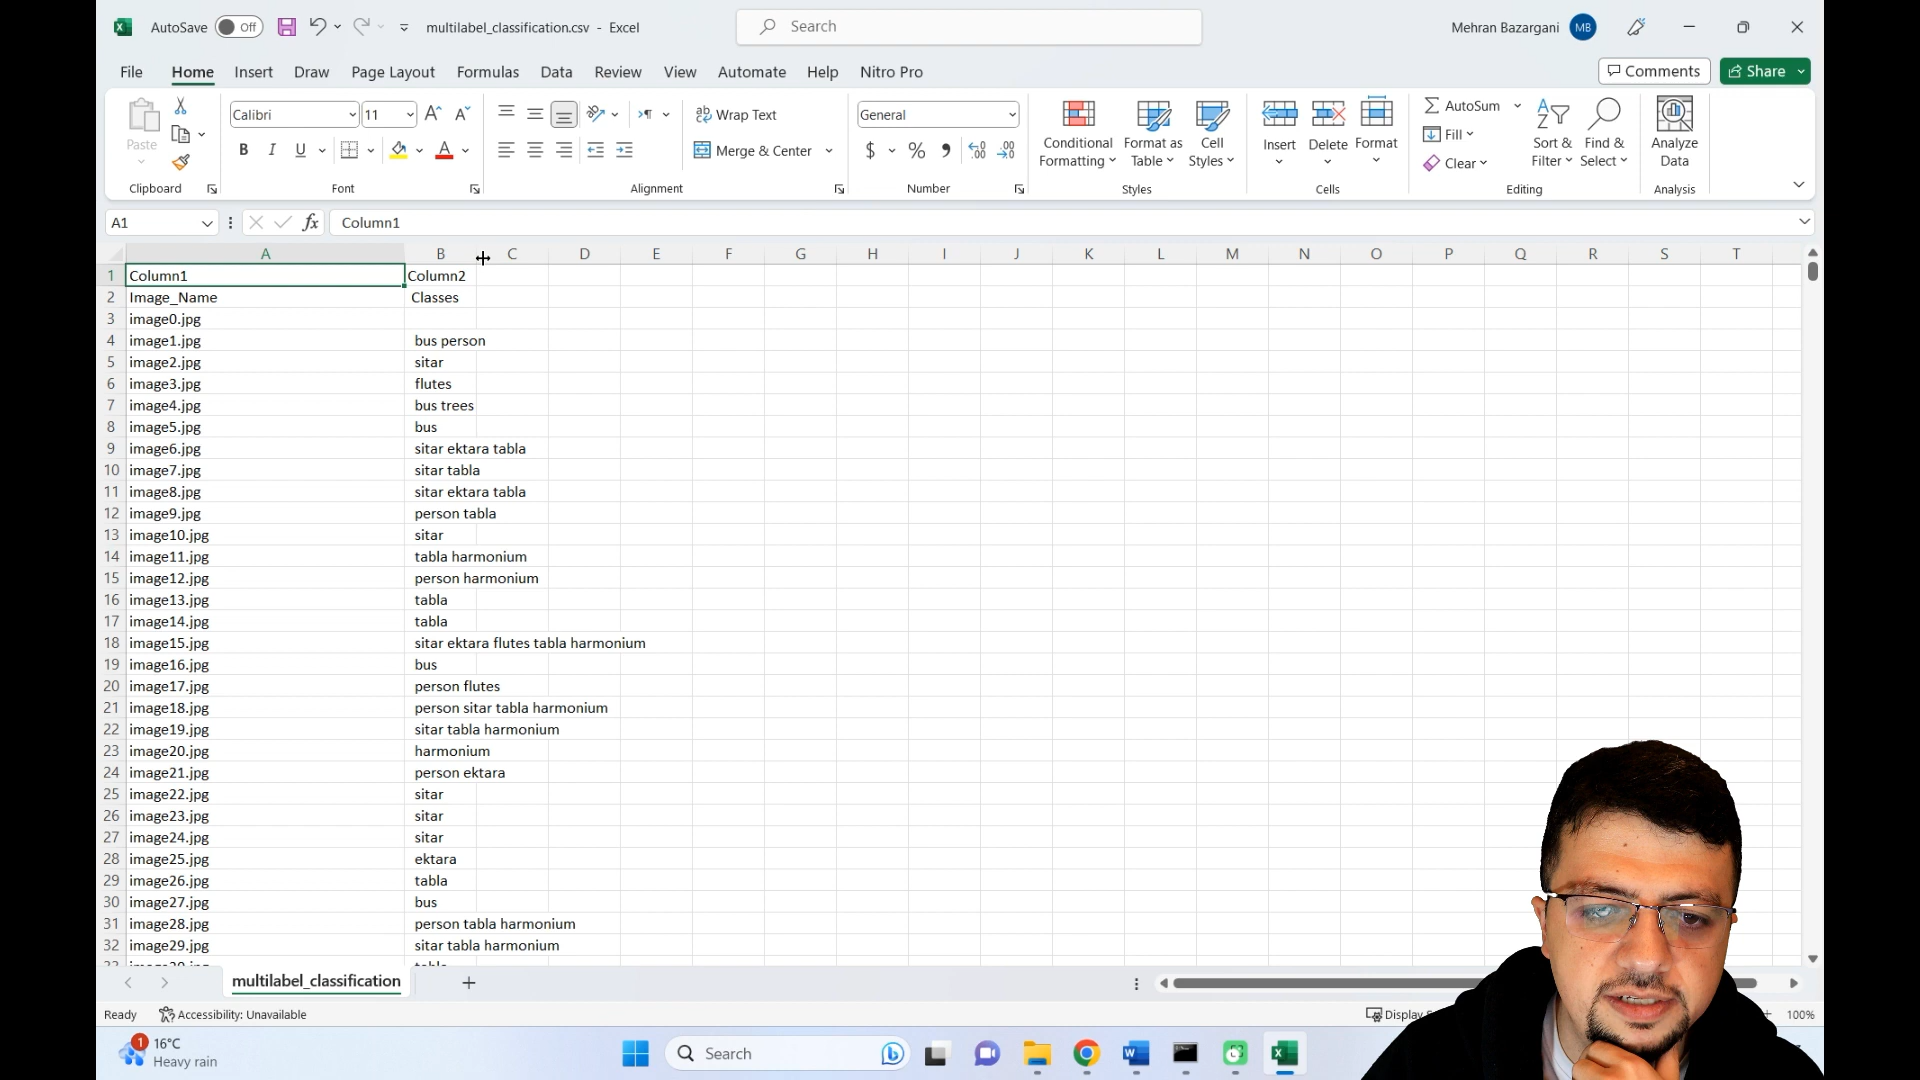 AutoSave Off multilabel_classification.csv - Excel Search Mehran Bazargani MB
File Home Insert Draw Page Layout Formulas Data Review View Automate Help Nitro Pro Comments Share
Paste Calibri 11 Wrap Text General Conditional Formatting Format as Table Cell Styles Insert Delete Format AutoSum Sort & Filter Find & Select Analyze Data
B I U Merge & Center $ % Fill
Clear
Clipboard Font Alignment Number Styles Cells Editing Analysis
A1 fx Column1
A B C D E F G H I J K L M N O P Q R S T
1 Column1 Column2
2 Image_Name Classes
3 image0.jpg
4 image1.jpg bus person
5 image2.jpg sitar
6 image3.jpg flutes
7 image4.jpg bus trees
8 image5.jpg bus
9 image6.jpg sitar ektara tabla
10 image7.jpg sitar tabla
11 image8.jpg sitar ektara tabla
12 image9.jpg person tabla
13 image10.jpg sitar
14 image11.jpg tabla harmonium
15 image12.jpg person harmonium
16 image13.jpg tabla
17 image14.jpg tabla
18 image15.jpg sitar ektara flutes tabla harmonium
19 image16.jpg bus
20 image17.jpg person flutes
21 image18.jpg person sitar tabla harmonium
22 image19.jpg sitar tabla harmonium
23 image20.jpg harmonium
24 image21.jpg person ektara
25 image22.jpg sitar
26 image23.jpg sitar
27 image24.jpg sitar
28 image25.jpg ektara
29 image26.jpg tabla
30 image27.jpg bus
31 image28.jpg person tabla harmonium
32 image29.jpg sitar tabla harmonium
multilabel_classification
Ready Accessibility: Unavailable Display 100%
1 16°C Search
Heavy rain